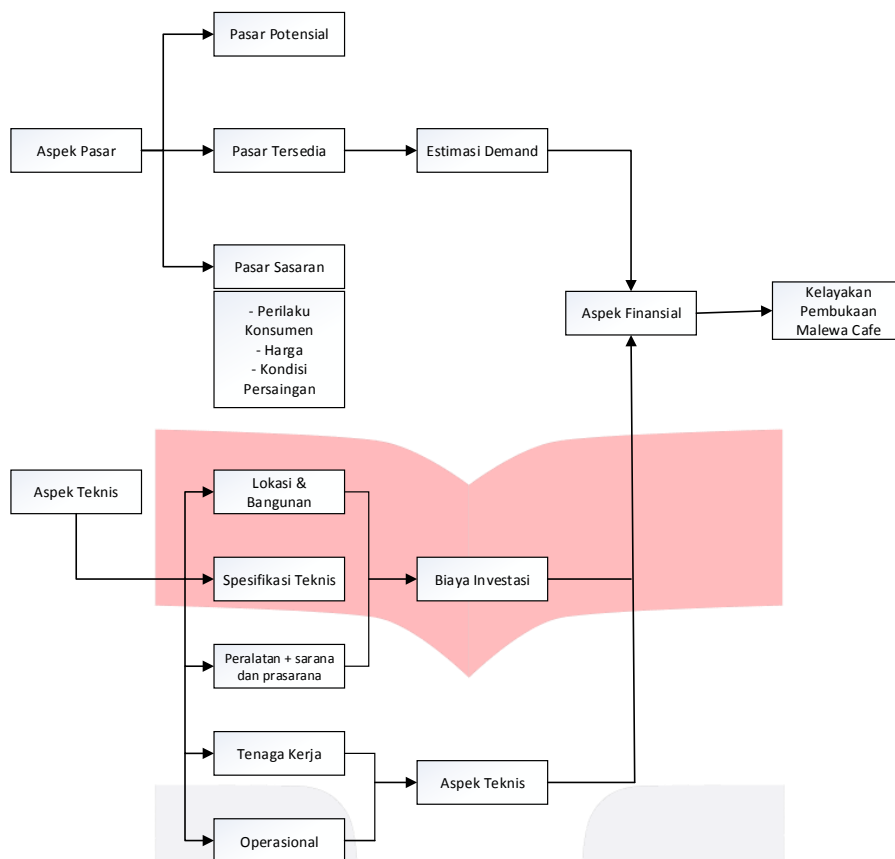 Pasar Potensial
Aspek Pasar
Pasar Tersedia
Estimasi Demand
Pasar Sasaran
- Perilaku
Konsumen
- Harga
- Kondisi
Persaingan
Aspek Finansial
Kelayakan
Pembukaan
Malewa Cafe
Aspek Teknis
Lokasi &
Bangunan
Spesifikasi Teknis
Biaya Investasi
Peralatan + sarana
dan prasarana
Tenaga Kerja
Aspek Teknis
Operasional